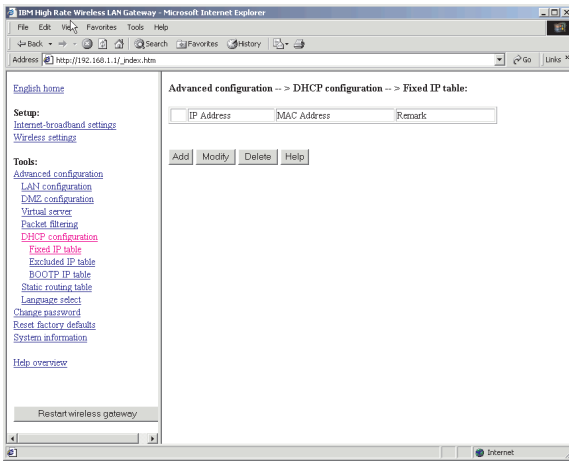 IBM High Rate Wireless LAN Gateway - Microsoft Internet Explorer
File Edit View Favorites Tools Help
Back Search Favorites History
Address http://192.168.1.1/_index.htm Go Links
English home
Setup:
Internet-broadband settings
Wireless settings
Tools:
Advanced configuration
LAN configuration
DMZ configuration
Virtual server
Packet filtering
DHCP configuration
Fixed IP table
Excluded IP table
BOOTP IP table
Static routing table
Language select
Change password
Reset factory defaults
System information
Help overview
Restart wireless gateway
Advanced configuration -- > DHCP configuration -- > Fixed IP table:
IP Address MAC Address Remark
Add Modify Delete Help
Internet